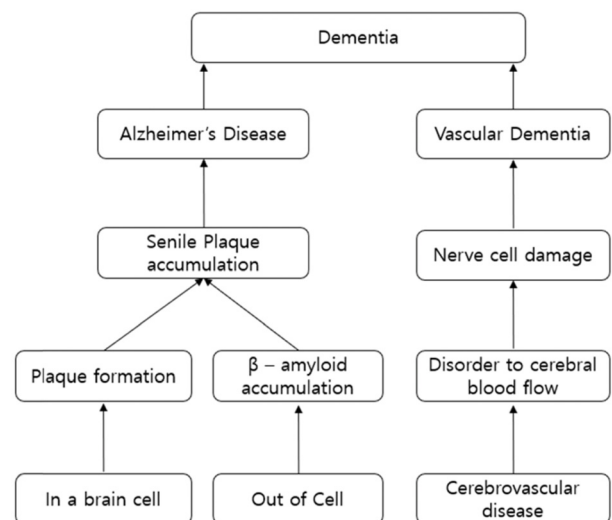 Dementia
Alzheimer's Disease
Vascular Dementia
Senile Plaque
accumulation
Nerve cell damage
Plaque formation
β – amyloid
accumulation
Disorder to cerebral
blood flow
In a brain cell
Out of Cell
Cerebrovascular
disease